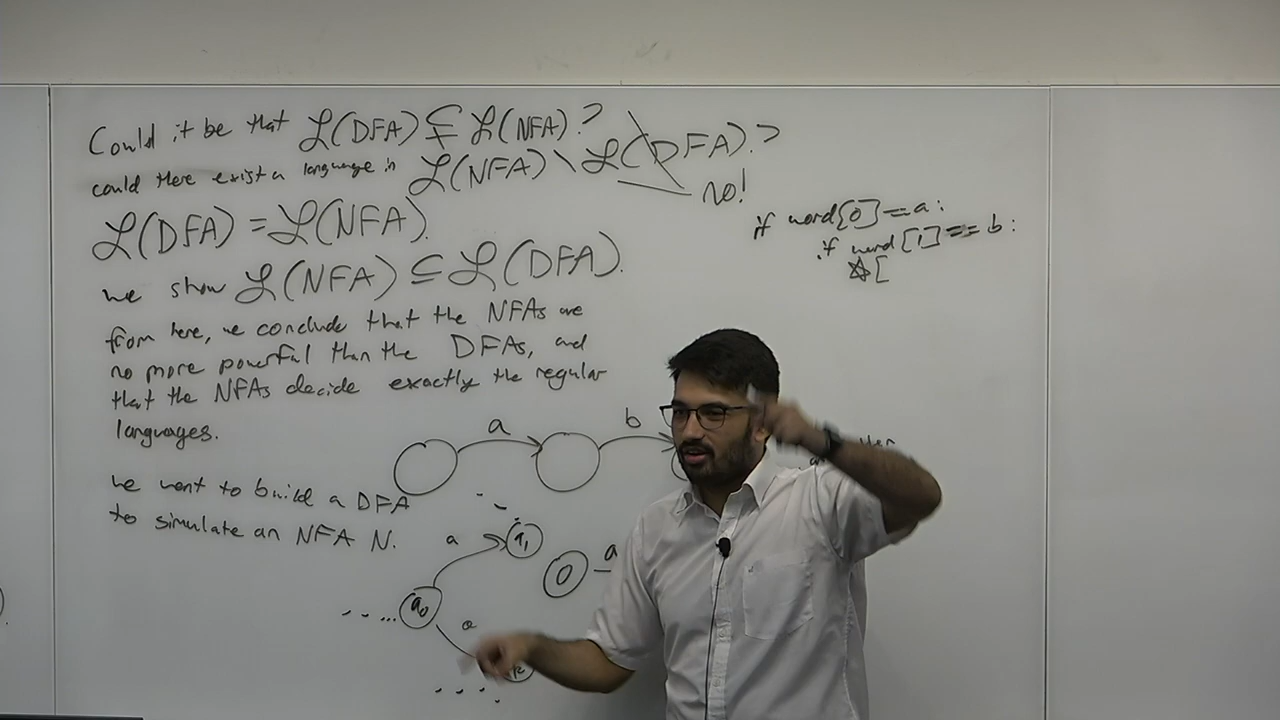 Could it be that ℒ(DFA) ⊊ ℒ(NFA)?
could there exist a language in ℒ(NFA) \ ℒ(DFA)?
no!
ℒ(DFA) = ℒ(NFA).
we show ℒ(NFA) ⊆ ℒ(DFA).
from here, we conclude that the NFAs are
no more powerful than the DFAs, and
that the NFAs decide exactly the regular
languages.
we want to build a DFA
to simulate an NFA N.
if word[0] == a:
if word[1] == b:
☆[
a
b
a
q1
0
a
q0
a